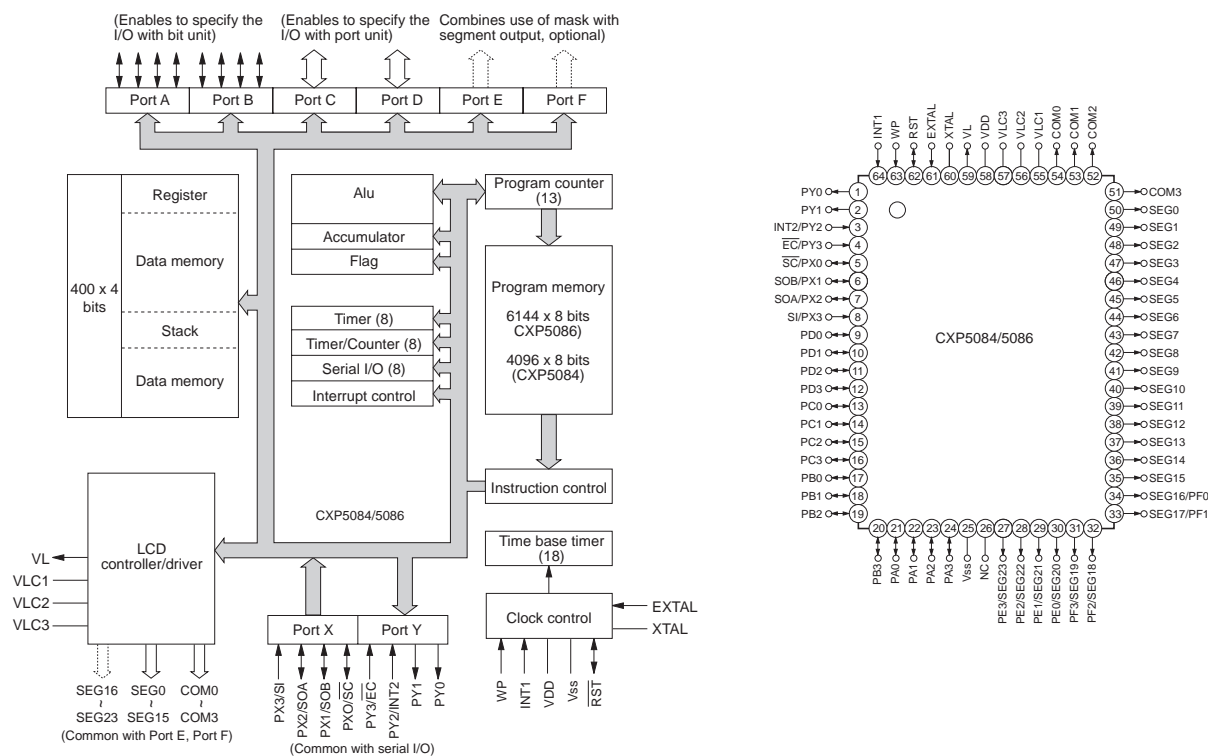 (Enables to specify the
I/O with bit unit)
(Enables to specify the
I/O with port unit)
Combines use of mask with
segment output, optional)
Port A
Port B
Port C
Port D
Port E
Port F
Register
Data memory
400 x 4
bits
Stack
Data memory
Alu
Accumulator
Flag
Timer (8)
Timer/Counter (8)
Serial I/O (8)
Interrupt control
Program counter
(13)
Program memory
6144 x 8 bits
CXP5086)
4096 x 8 bits
(CXP5084)
Instruction control
CXP5084/5086
LCD
controller/driver
VL
VLC1
VLC2
VLC3
Time base timer
(18)
Clock control
EXTAL
XTAL
Port X
Port Y
SEG16
~
SEG23
SEG0
~
SEG15
COM0
~
COM3
(Common with Port E, Port F)
PX3/SI
PX2/SOA
PX1/SOB
PXO/SC
PY3/EC
PY2/INT2
PY1
PY0
(Common with serial I/O)
WP
INT1
VDD
Vss
RST
INT1
WP
RST
EXTAL
XTAL
VL
VDD
VLC3
VLC2
VLC1
COM0
COM1
COM2
64 63 62 61 60 59 58 57 56 55 54 53 52
PY0 1
PY1 2
INT2/PY2 3
EC/PY3 4
SC/PX0 5
SOB/PX1 6
SOA/PX2 7
SI/PX3 8
PD0 9
PD1 10
PD2 11
PD3 12
PC0 13
PC1 14
PC2 15
PC3 16
PB0 17
PB1 18
PB2 19
CXP5084/5086
51 COM3
50 SEG0
49 SEG1
48 SEG2
47 SEG3
46 SEG4
45 SEG5
44 SEG6
43 SEG7
42 SEG8
41 SEG9
40 SEG10
39 SEG11
38 SEG12
37 SEG13
36 SEG14
35 SEG15
34 SEG16/PF0
33 SEG17/PF1
20 21 22 23 24 25 26 27 28 29 30 31 32
PB3
PA0
PA1
PA2
PA3
Vss
NC
PE3/SEG23
PE2/SEG22
PE1/SEG21
PE0/SEG20
PF3/SEG19
PF2/SEG18